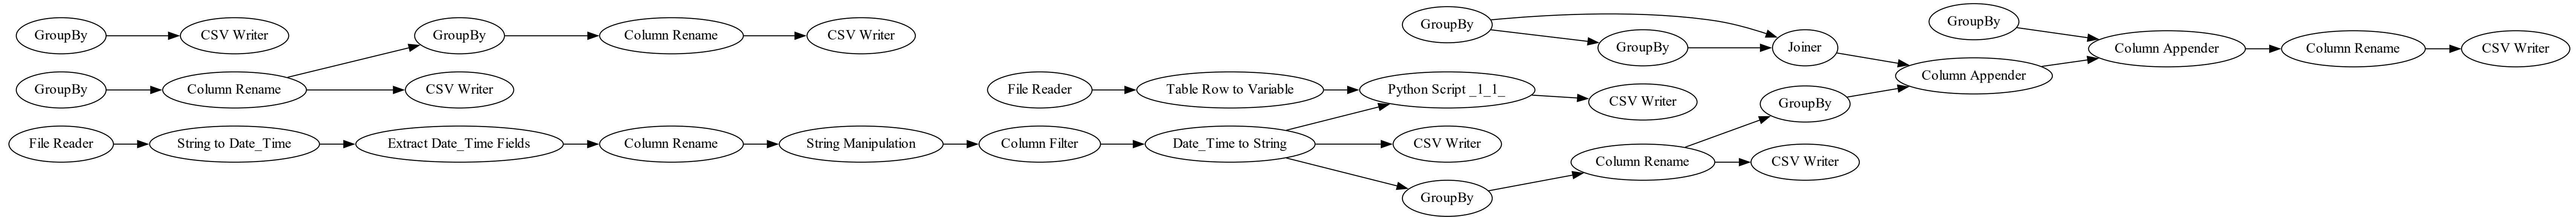 GroupBy
CSV Writer
GroupBy
Column Rename
CSV Writer
GroupBy
Column Rename
CSV Writer
File Reader
String to Date_Time
Extract Date_Time Fields
Column Rename
String Manipulation
Column Filter
Date_Time to String
CSV Writer
File Reader
Table Row to Variable
Python Script _1_1_
CSV Writer
GroupBy
Column Rename
CSV Writer
GroupBy
GroupBy
GroupBy
Joiner
Column Appender
GroupBy
Column Appender
Column Rename
CSV Writer